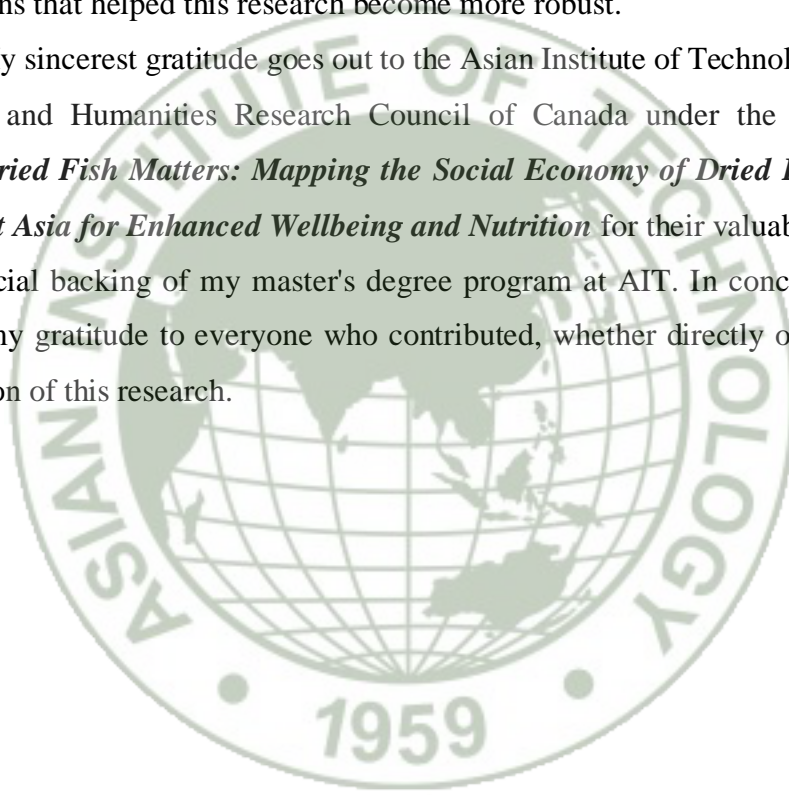 ns that helped this research become more robust.
y sincerest gratitude goes out to the Asian Institute of Technol
and Humanities Research Council of Canada under the
ried Fish Matters: Mapping the Social Economy of Dried
t Asia for Enhanced Wellbeing and Nutrition for their valuab
cial backing of my master's degree program at AIT. In conc
ny gratitude to everyone who contributed, whether directly o
on of this research.
ASIAN INSTITUTE OF TECHNOLOGY
1959